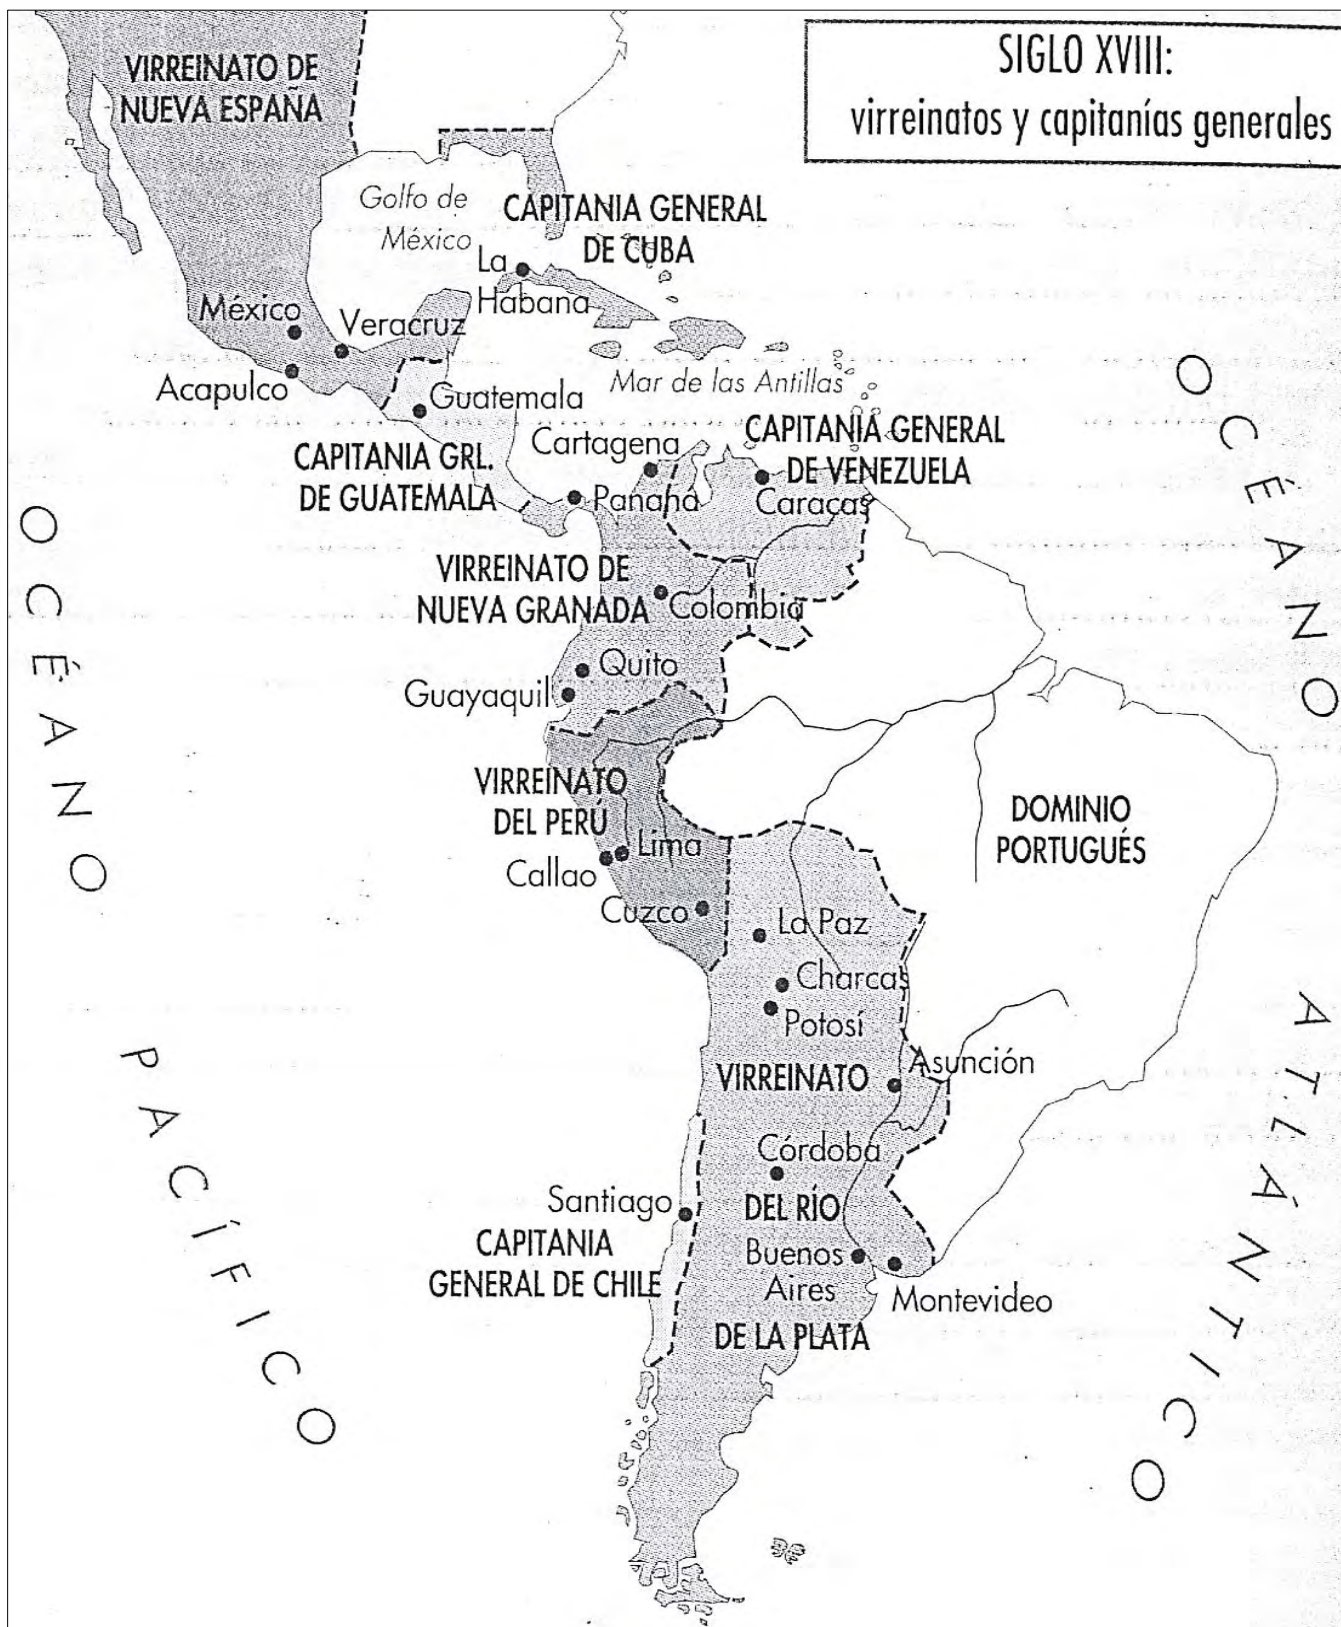 SIGLO XVIII:
virreinatos y capitanías generales
VIRREINATO DE
NUEVA ESPAÑA
Golfo de
México
CAPITANIA GENERAL
DE CUBA
La
Habana
México
Veracruz
Acapulco
Mar de las Antillas
Guatemala
CAPITANIA GRL.
DE GUATEMALA
Cartagena
CAPITANIA GENERAL
DE VENEZUELA
Panamá
Caracas
VIRREINATO DE
NUEVA GRANADA
Colombia
Quito
Guayaquil
VIRREINATO
DEL PERÚ
Lima
Callao
Cuzco
DOMINIO
PORTUGUÉS
La Paz
Charcas
Potosí
Asunción
VIRREINATO
Córdoba
Santiago
DEL RÍO
CAPITANIA
GENERAL DE CHILE
Buenos
Aires
Montevideo
DE LA PLATA
OCÉANO PACÍFICO
OCÉANO ATLÁNTICO